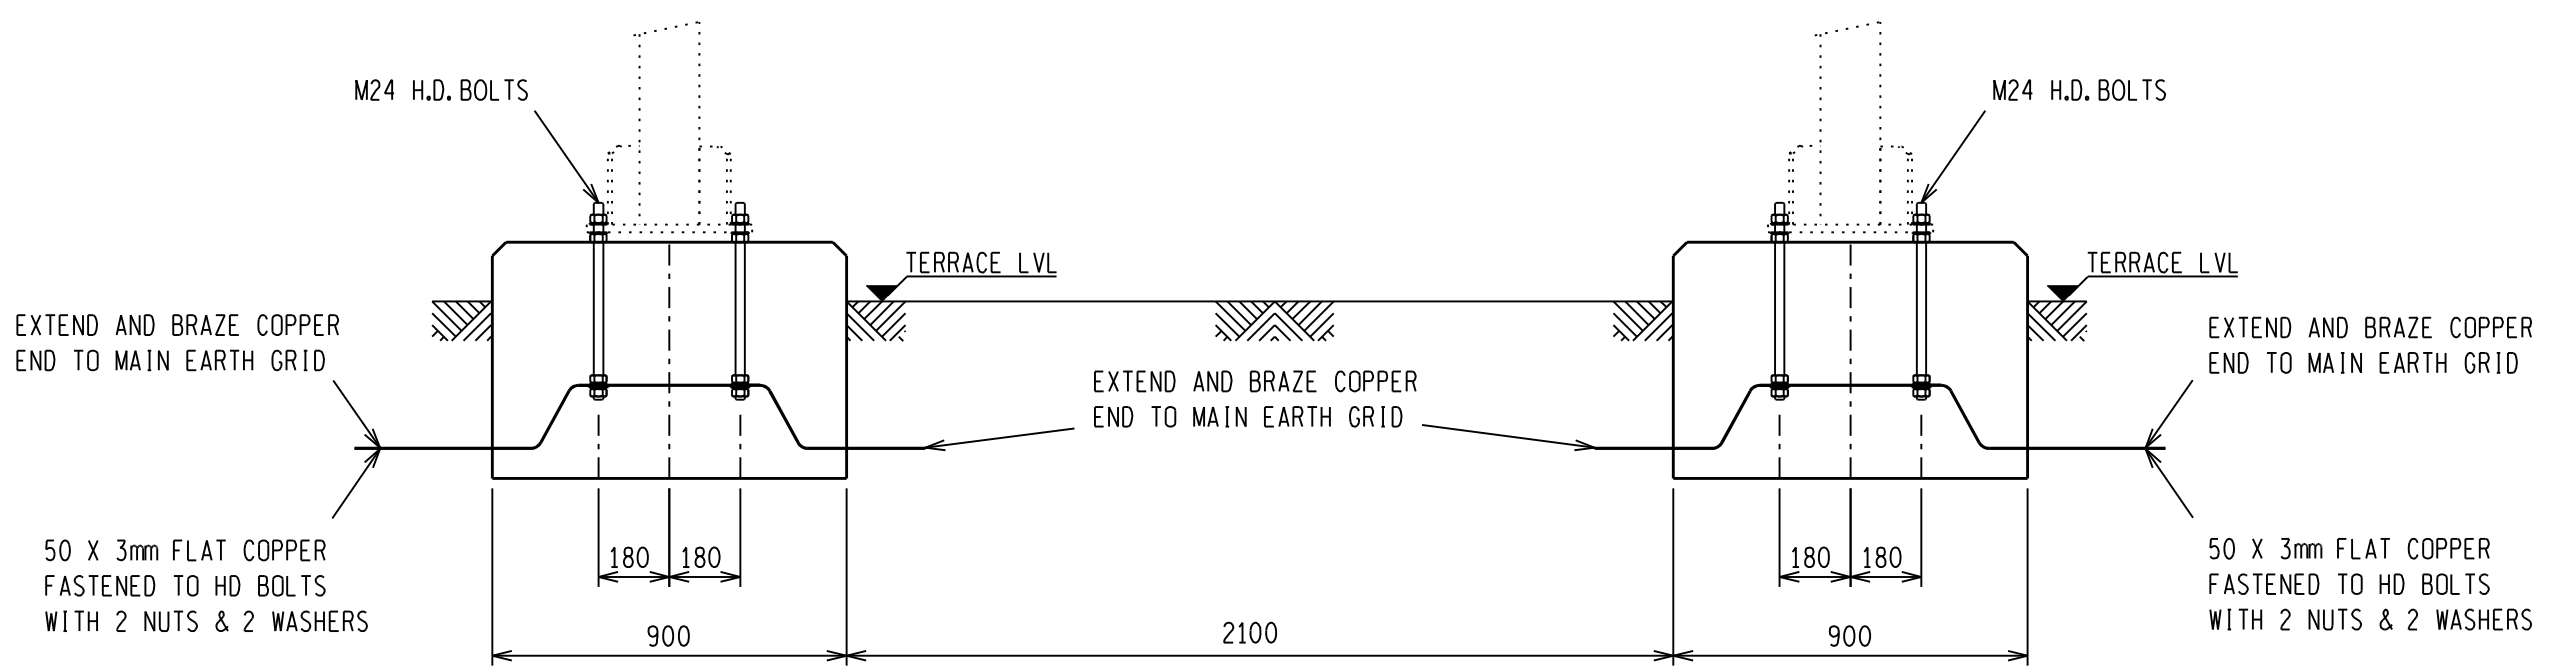 M24 H.D. BOLTS
M24 H.D. BOLTS
TERRACE LVL
TERRACE LVL
EXTEND AND BRAZE COPPER
END TO MAIN EARTH GRID
EXTEND AND BRAZE COPPER
END TO MAIN EARTH GRID
EXTEND AND BRAZE COPPER
END TO MAIN EARTH GRID
50 X 3mm FLAT COPPER
FASTENED TO HD BOLTS
WITH 2 NUTS & 2 WASHERS
180 180
180 180
50 X 3mm FLAT COPPER
FASTENED TO HD BOLTS
WITH 2 NUTS & 2 WASHERS
900
2100
900